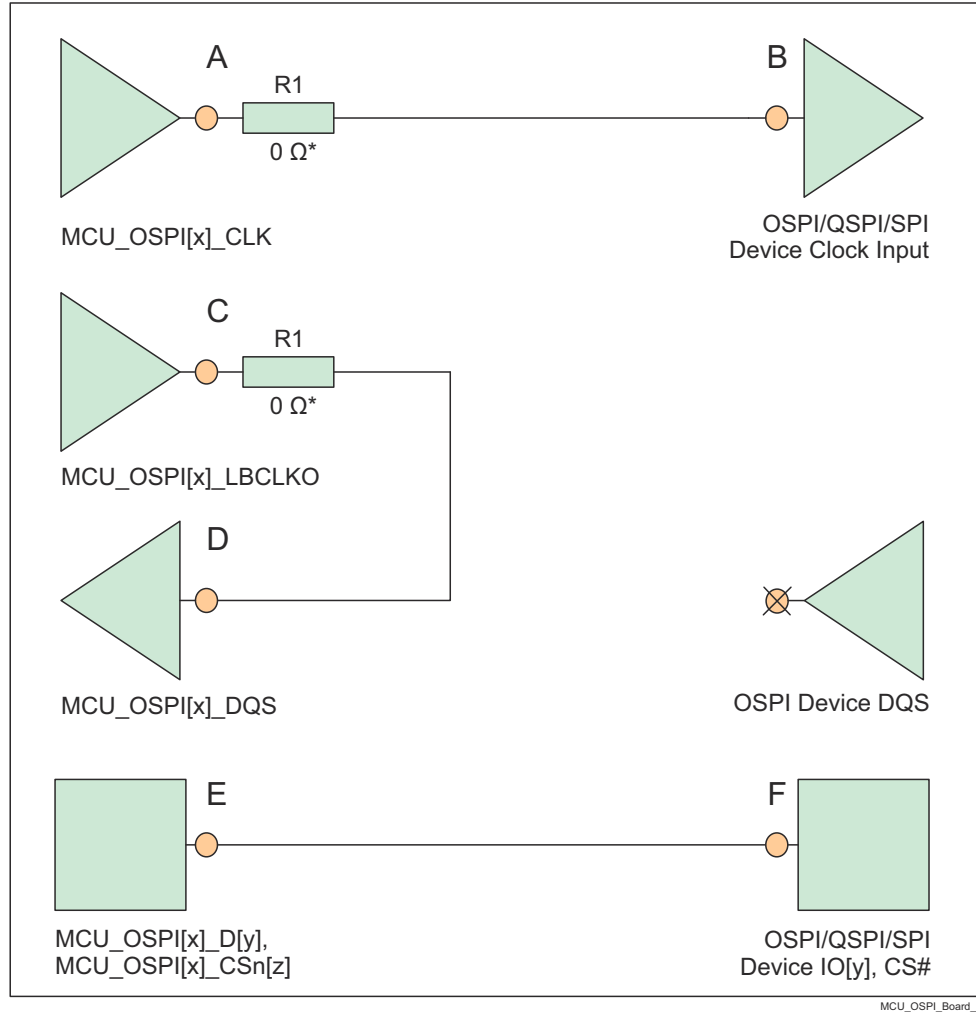 A
B
R1
0 Ω*
MCU_OSPI[x]_CLK
OSPI/QSPI/SPI
Device Clock Input
C
R1
0 Ω*
MCU_OSPI[x]_LBCLKO
D
MCU_OSPI[x]_DQS
OSPI Device DQS
E
F
MCU_OSPI[x]_D[y],
MCU_OSPI[x]_CSn[z]
OSPI/QSPI/SPI
Device IO[y], CS#
MCU_OSPI_Board_